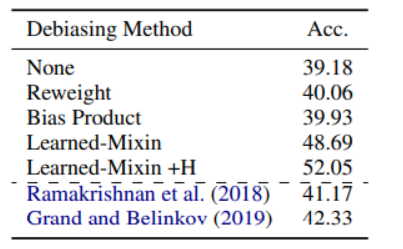 Debiasing Method Acc.
None 39.18
Reweight 40.06
Bias Product 39.93
Learned-Mixin 48.69
Learned-Mixin +H 52.05
Ramakrishnan et al. (2018) 41.17
Grand and Belinkov (2019) 42.33